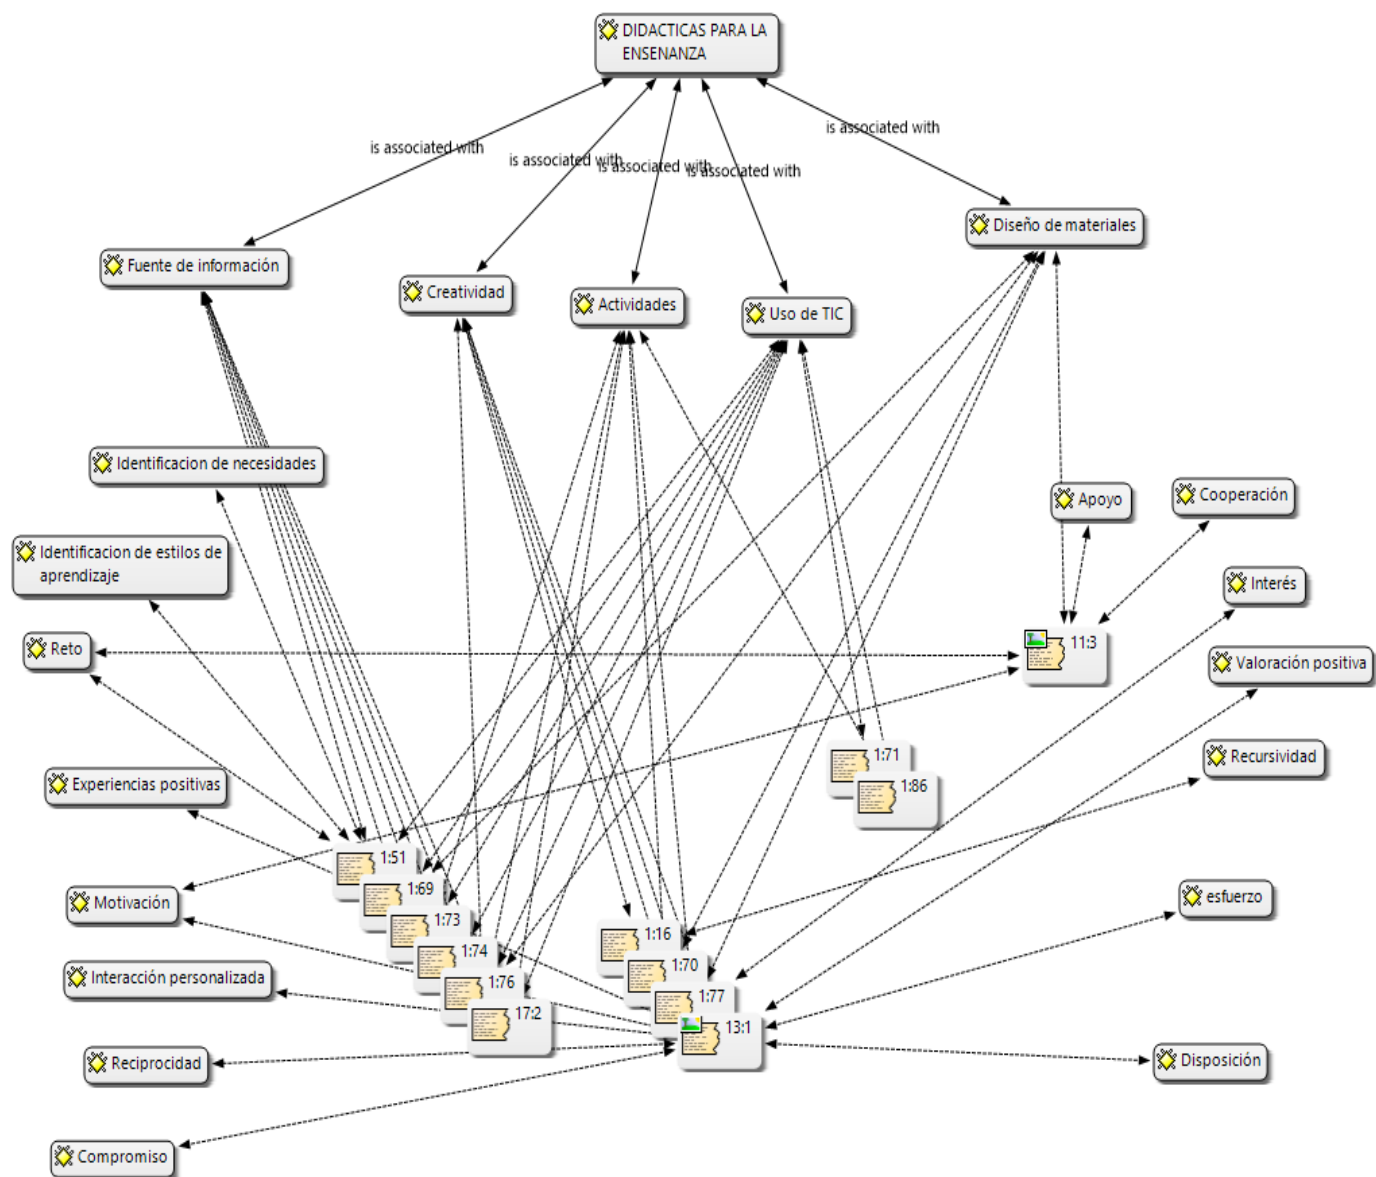 DIDACTICAS PARA LA
ENSENANZA
is associated with
is associated with
is associated with
is associated with
is associated with
Diseño de materiales
Fuente de información
Creatividad
Actividades
Uso de TIC
Identificacion de necesidades
Apoyo
Cooperación
Identificacion de estilos de
aprendizaje
Interés
Reto
11:3
Valoración positiva
Experiencias positivas
1:71
Recursividad
1:86
1:51
1:69
Motivación
esfuerzo
1:73
1:16
1:74
1:70
Interacción personalizada
1:76
1:77
17:2
13:1
Reciprocidad
Disposición
Compromiso